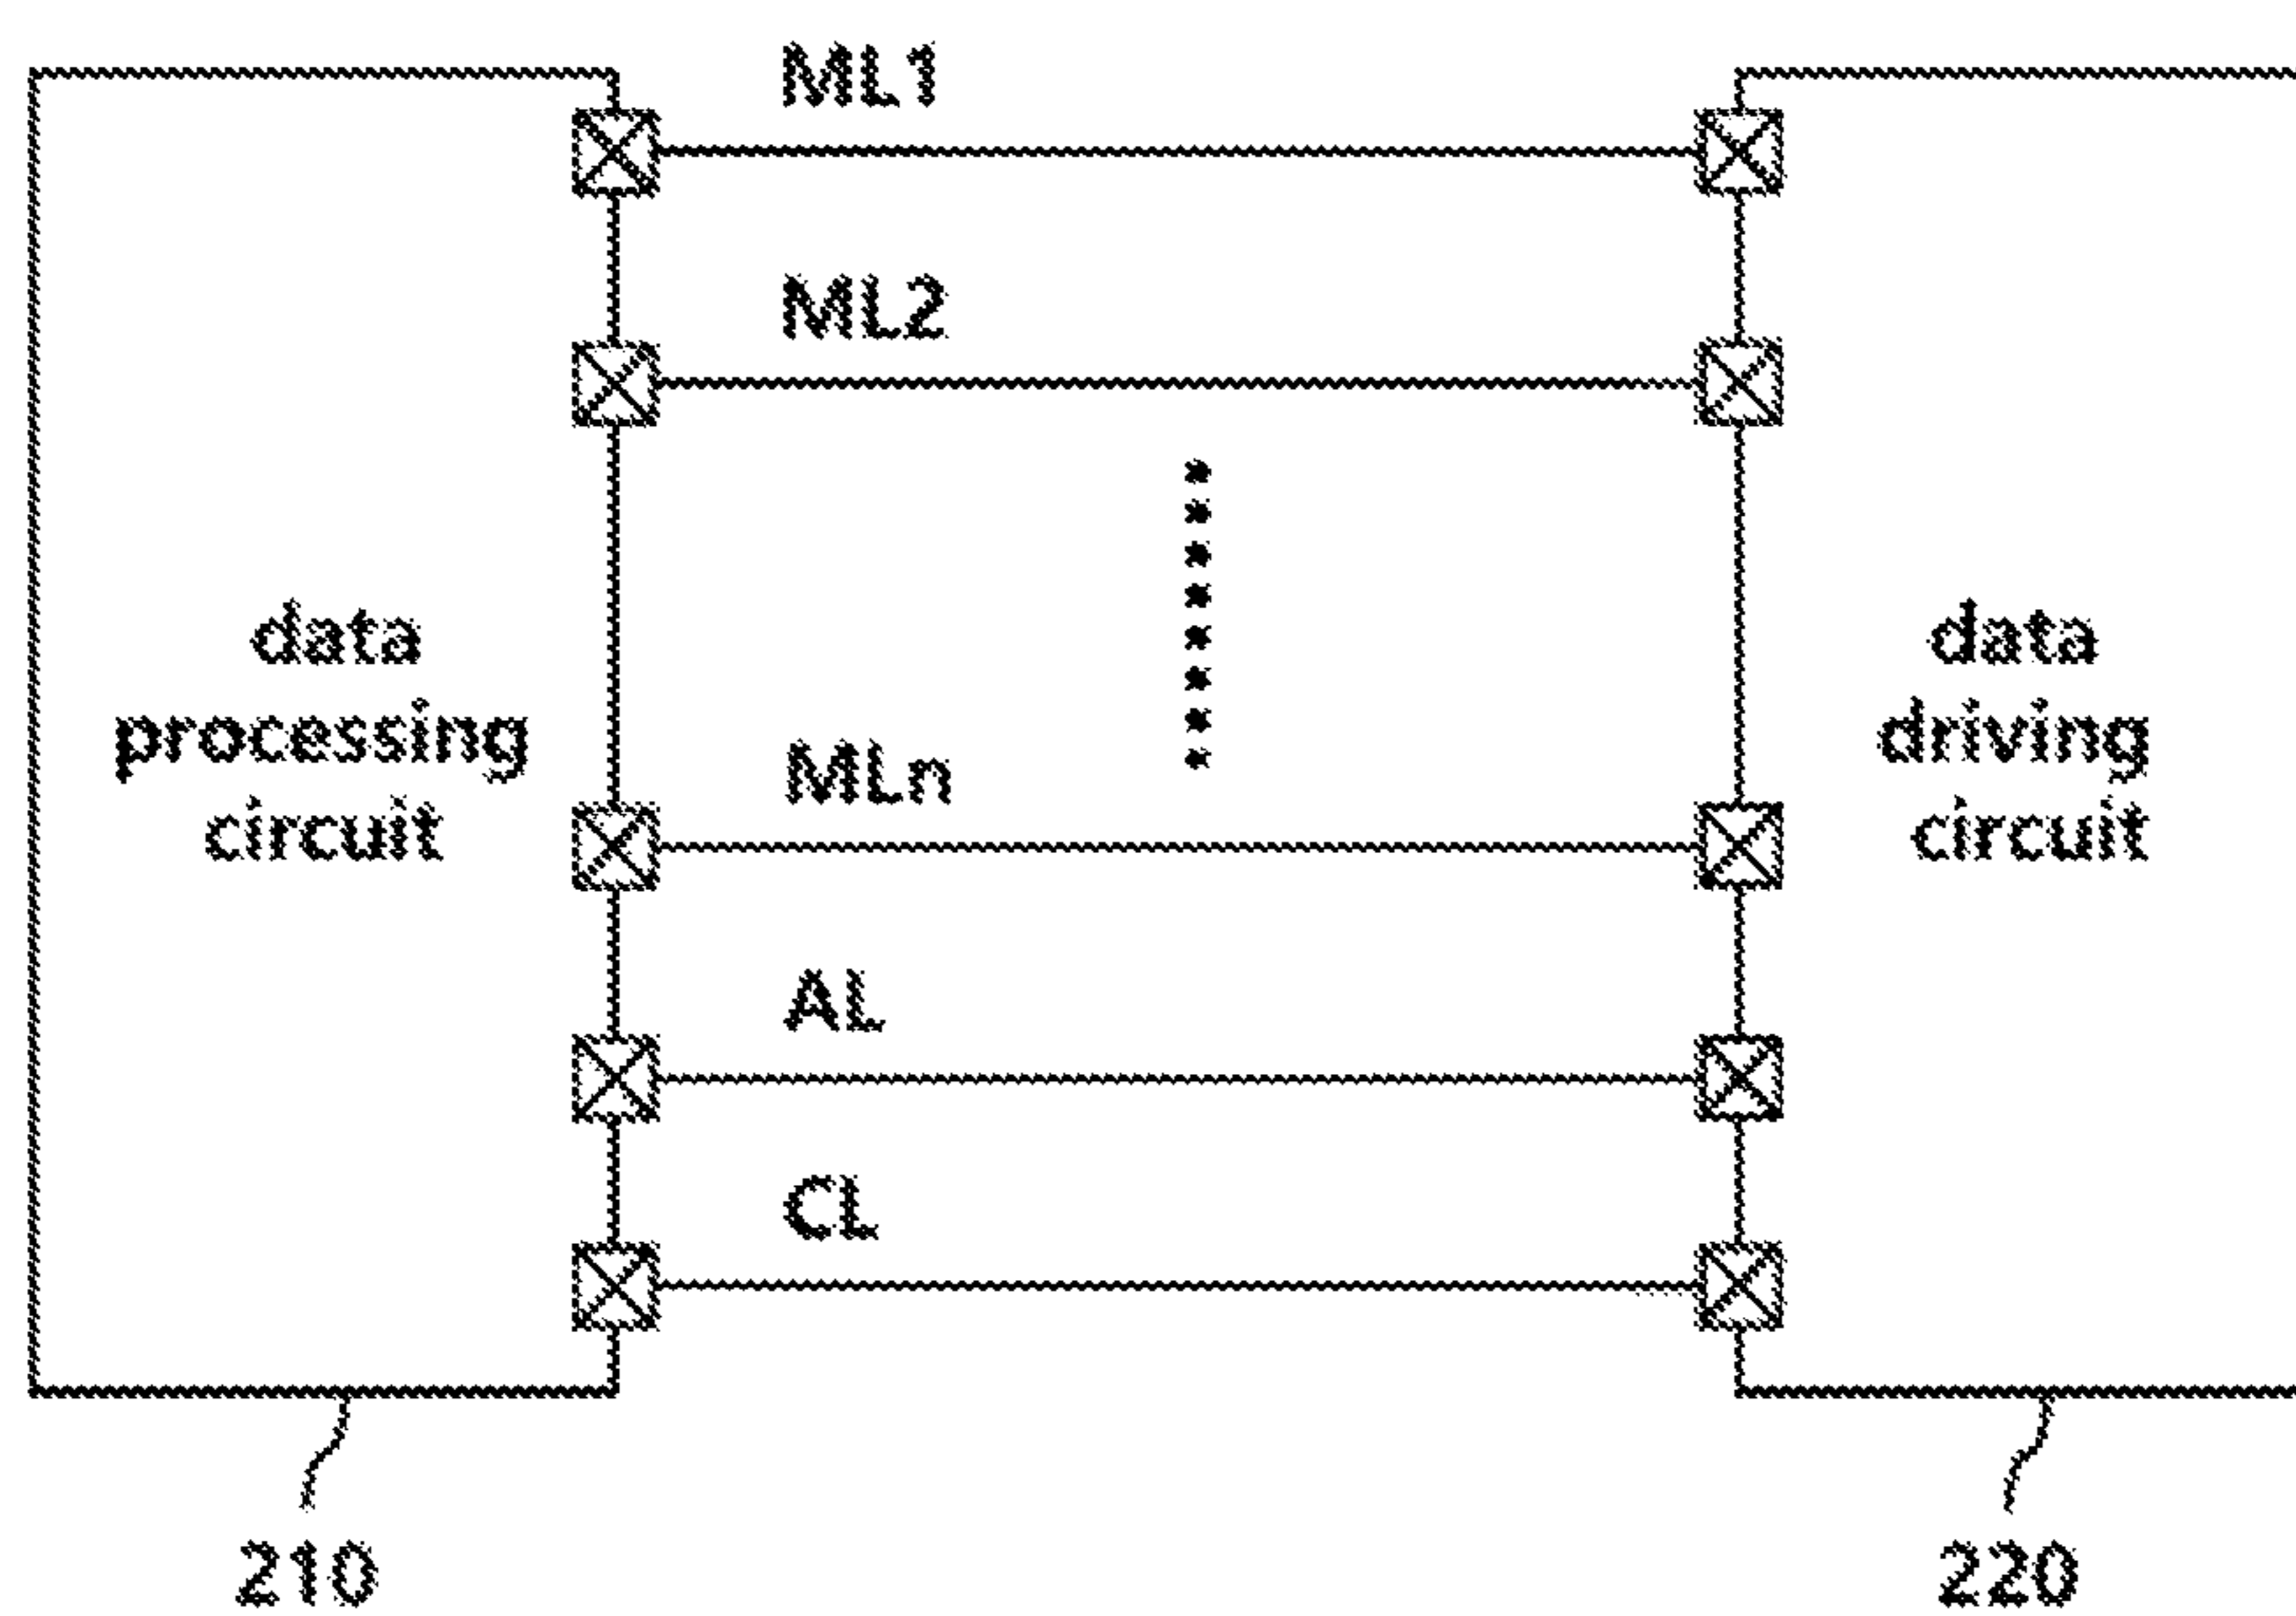 ML1
ML2
data
processing
circuit
MLn
data
driving
circuit
AL
CL
210
220